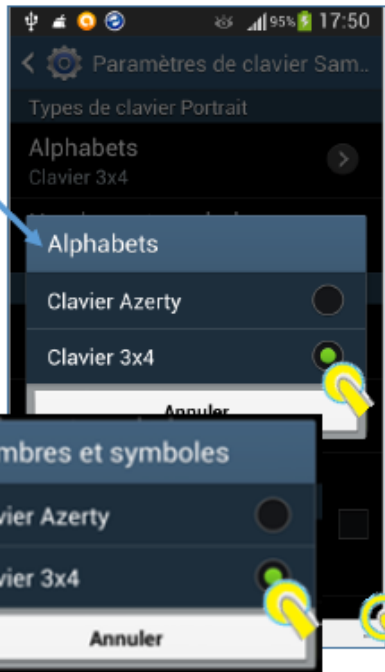 95% 17:50
Paramètres de clavier Sam..
Types de clavier Portrait
Alphabets
Clavier 3x4
Alphabets
Clavier Azerty
Clavier 3x4
Annuler
mbres et symboles
vier Azerty
vier 3x4
Annuler